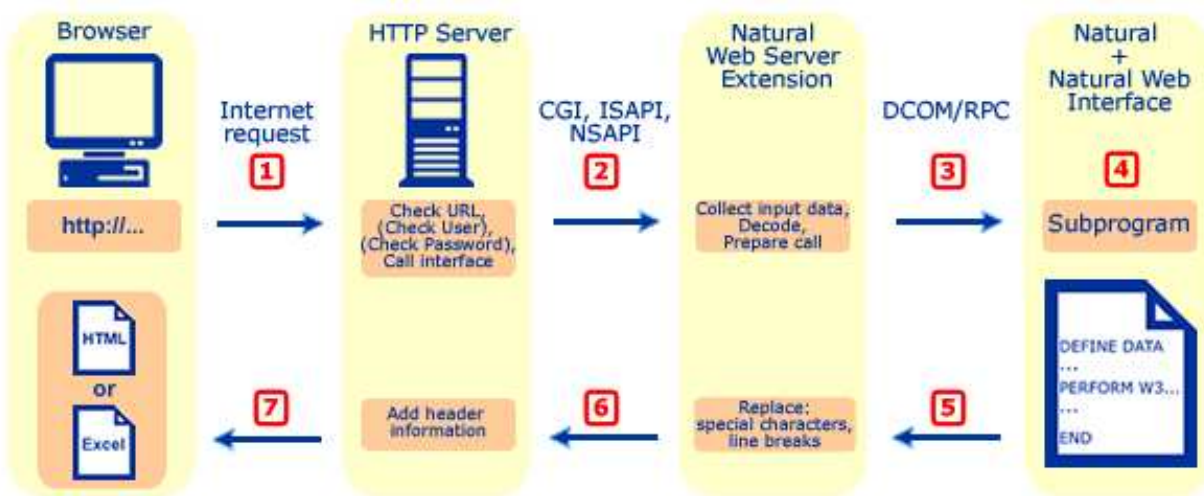 Browser
http://...
HTML
or
Excel
Internet
request
1
7
HTTP Server
Check URL,
(Check User),
(Check Password),
Call interface
Add header
information
CGI, ISAPI,
NSAPI
2
6
Natural
Web Server
Extension
Collect input data,
Decode,
Prepare call
Replace:
special characters,
line breaks
DCOM/RPC
3
5
Natural
+
Natural Web
Interface
4
Subprogram
DEFINE DATA
...
PERFORM W3...
...
END